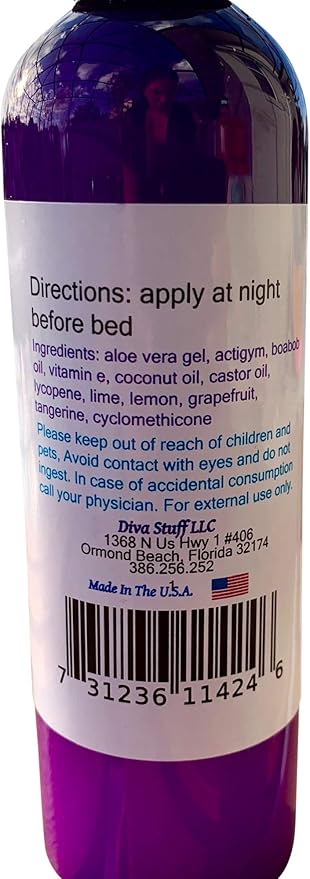 Directions: apply at night
before bed
Ingredients: aloe vera gel, actigym, boabob
oil, vitamin e, coconut oil, castor oil,
lycopene, lime, lemon, grapefruit,
tangerine, cyclomethicone
Please keep out of reach of children and
pets, Avoid contact with eyes and do not
ingest. In case of accidental consumption
call your physician. For external use only.
Diva Stuff LLC
1368 N Us Hwy 1 #406
Ormond Beach, Florida 32174
386.256.252
1
Made In The U.S.A.
7 31236 11424 6